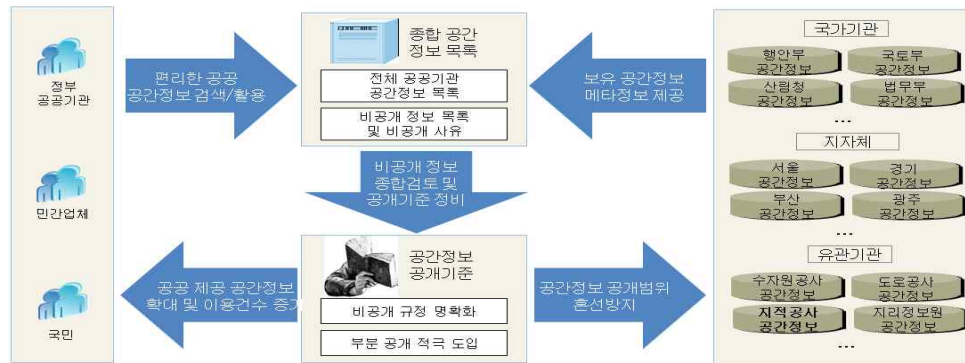 정부
공공기관
민간업체
국민
편리한 공공
공간정보 검색/활용
종합 공간
정보 목록
전체 공공기관
공간정보 목록
비공개 정보 목록
및 비공개 사유
보유 공간정보
메타정보 제공
비공개 정보
종합검토 및
공개기준 정비
공간정보
공개기준
비공개 규정 명확화
부분 공개 적극 도입
공공 제공 공간정보
확대 및 이용건수 증가
공간정보 공개범위
혼선방지
국가기관
행안부
공간정보
국토부
공간정보
산림청
공간정보
법무부
공간정보
...
지자체
서울
공간정보
경기
공간정보
부산
공간정보
광주
공간정보
...
유관기관
수자원공사
공간정보
도로공사
공간정보
지적공사
공간정보
지리정보원
공간정보
...